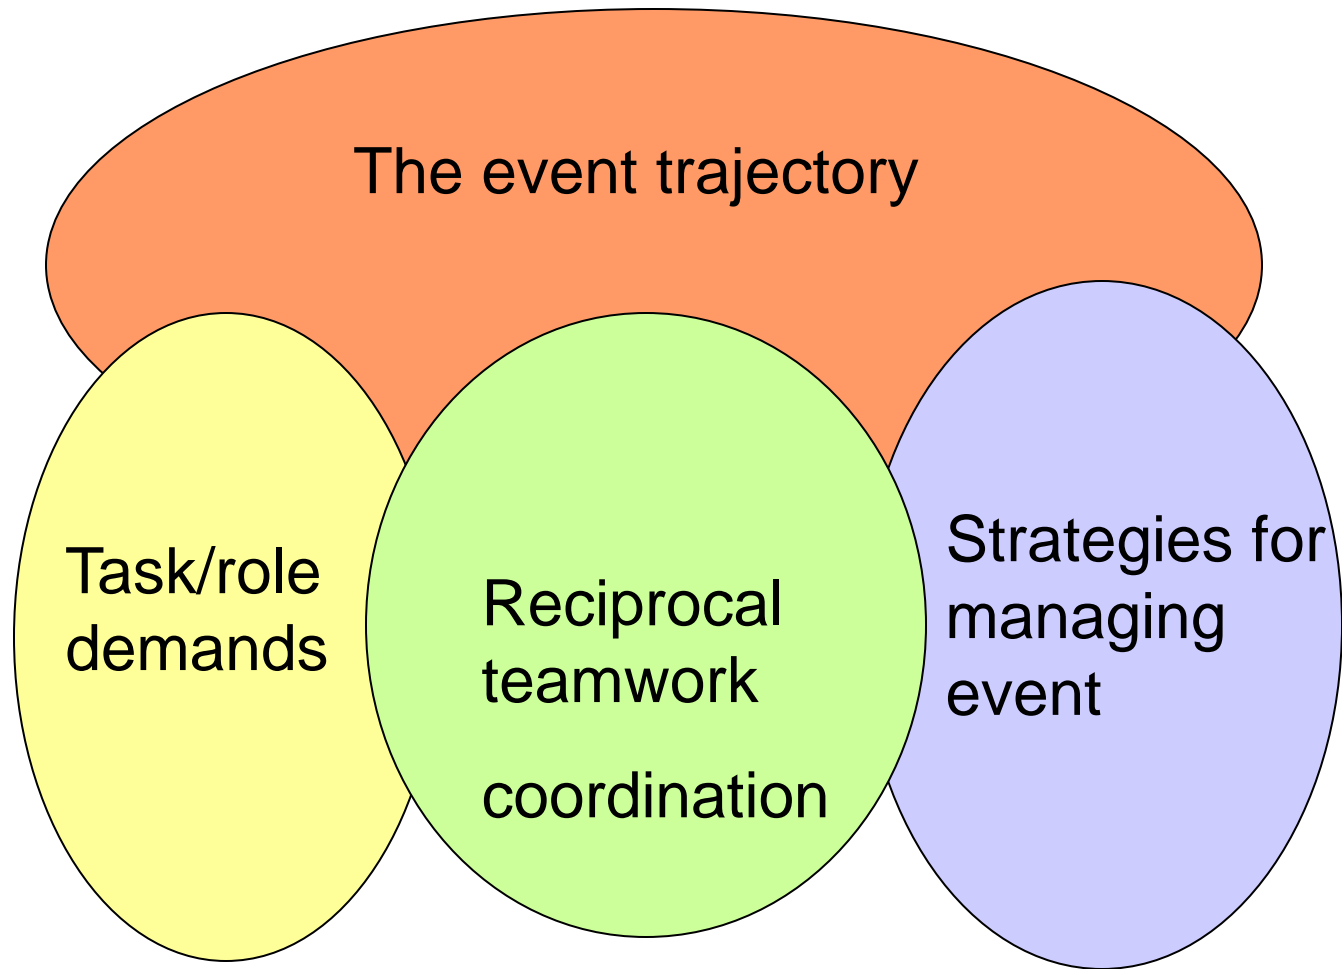 The event trajectory
Task/role
demands
Reciprocal
teamwork
coordination
Strategies for
managing
event